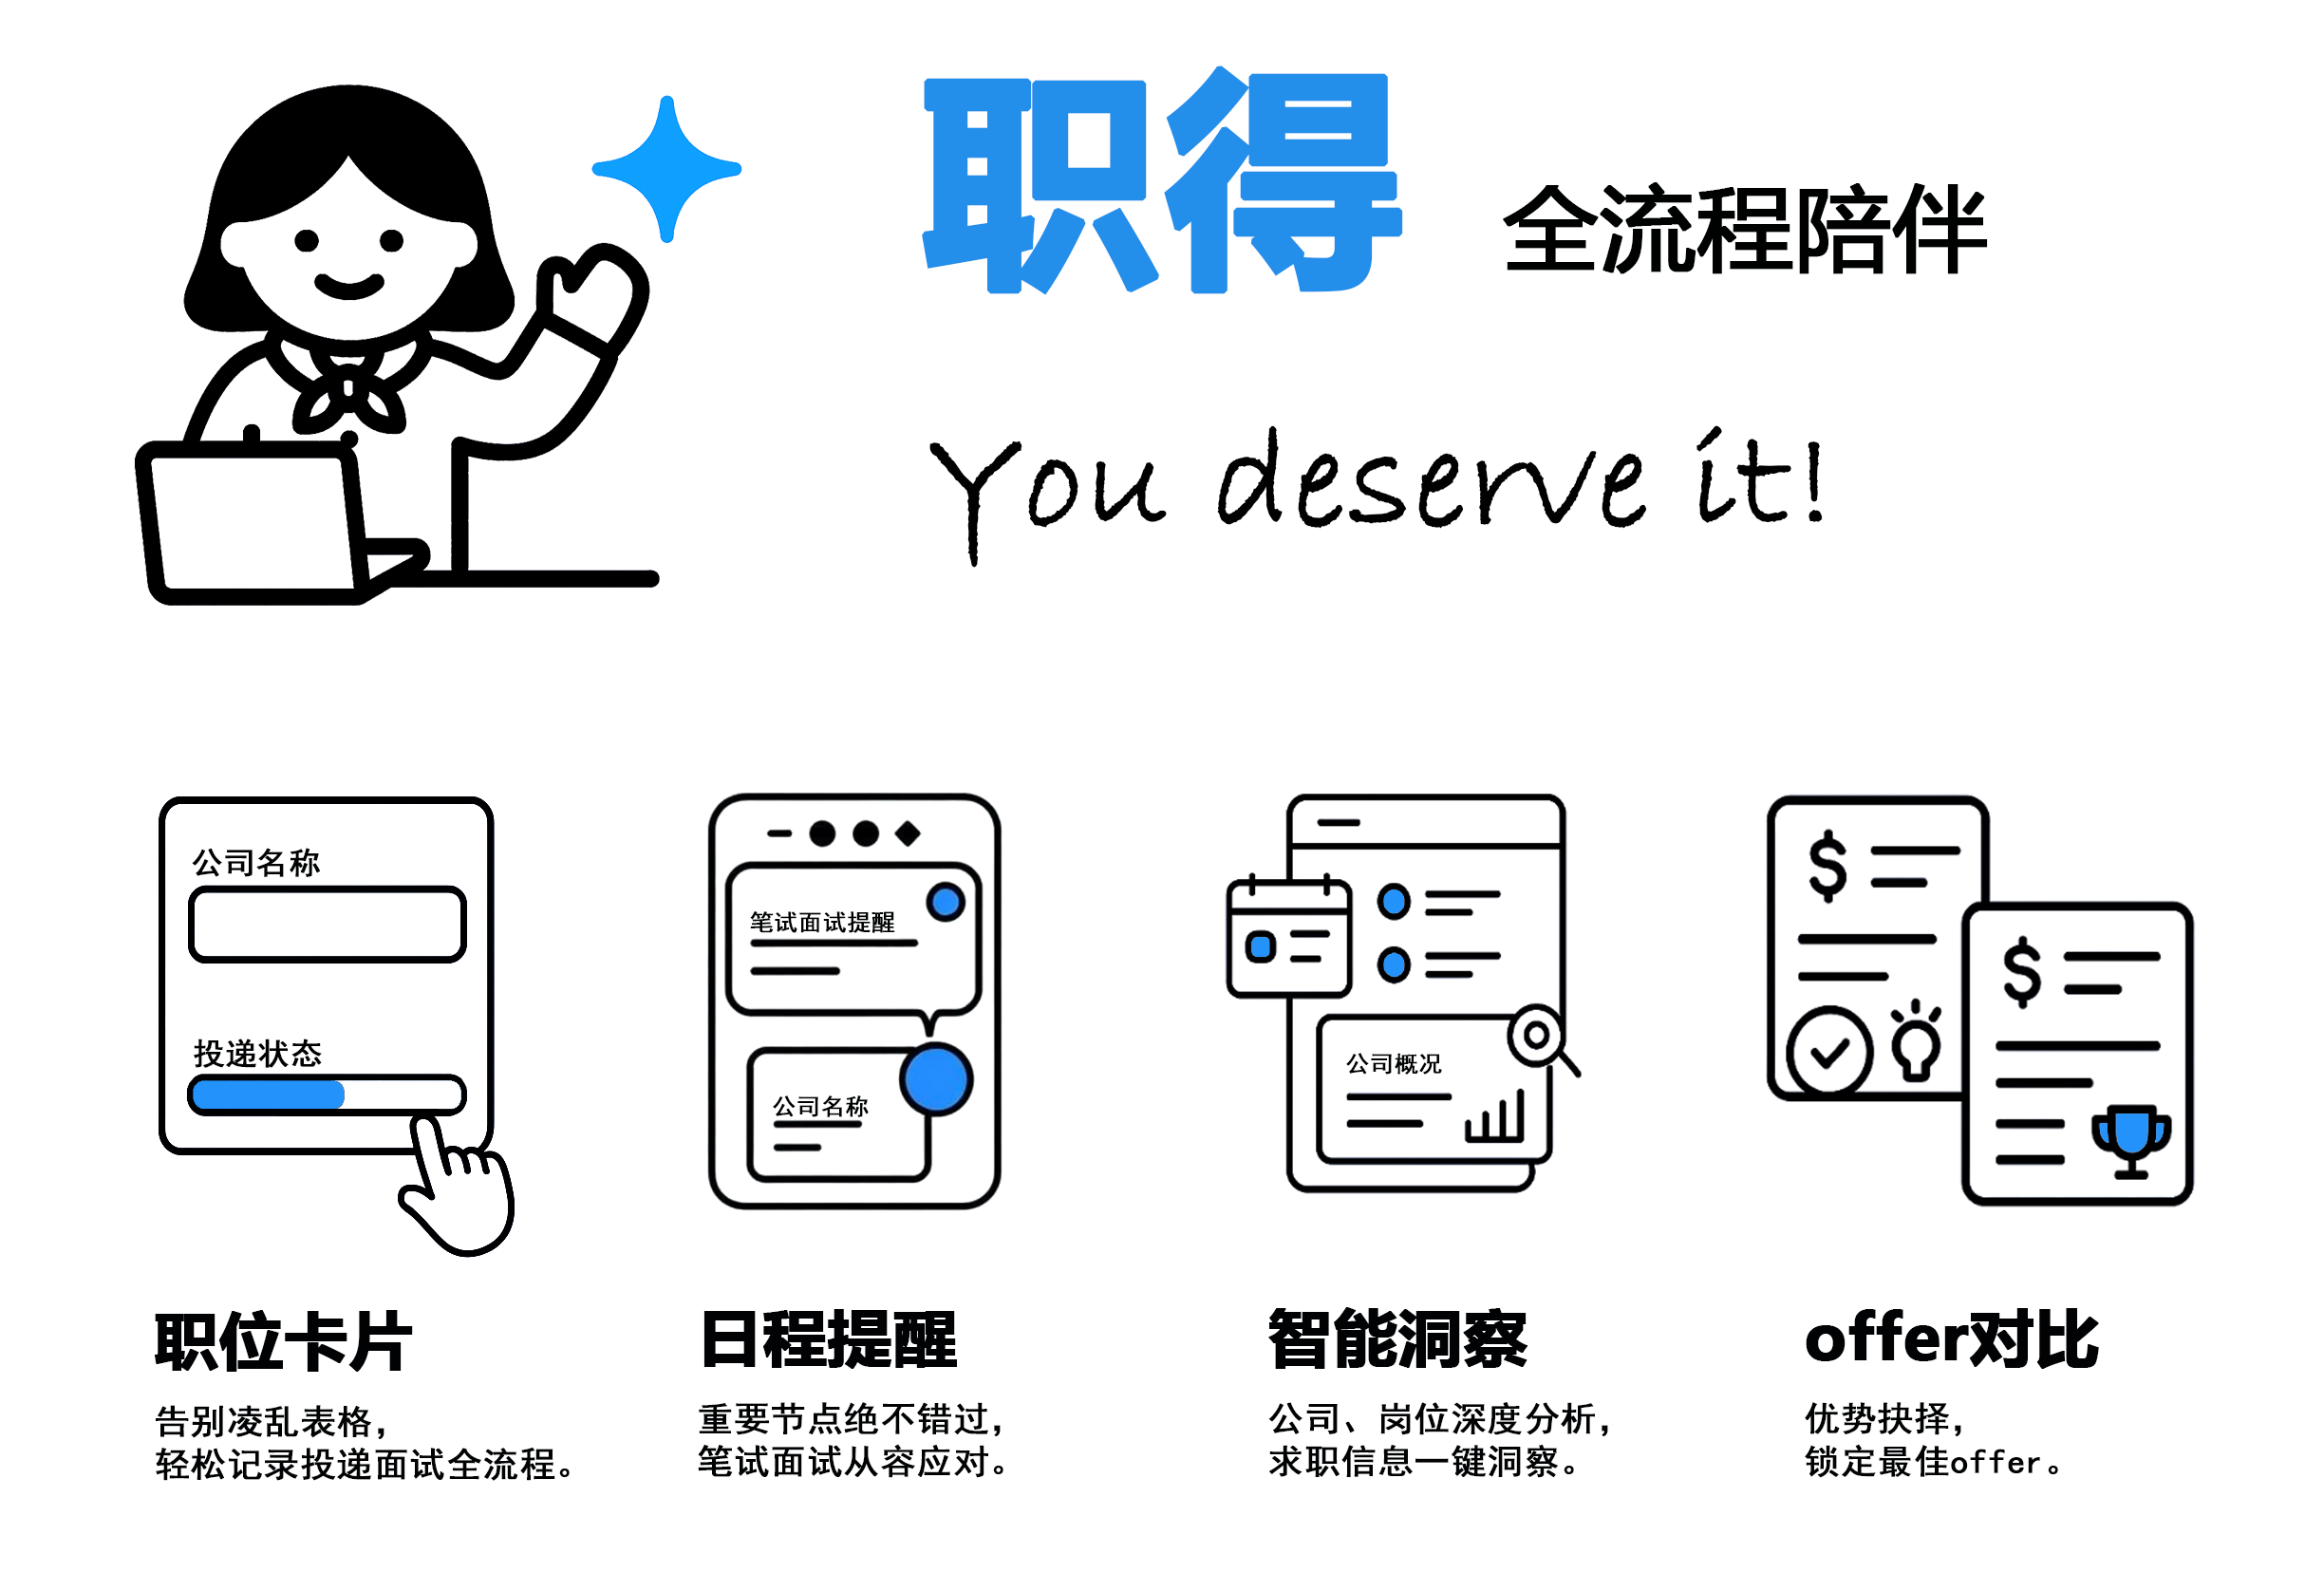 职得 全流程陪伴
You deserve it!
公司名称
投递状态
笔试面试提醒
公司名称
公司概况
职位卡片
告别凌乱表格，
轻松记录投递面试全流程。
日程提醒
重要节点绝不错过，
笔试面试从容应对。
智能洞察
公司、岗位深度分析，
求职信息一键洞察。
offer对比
优势抉择，
锁定最佳offer。